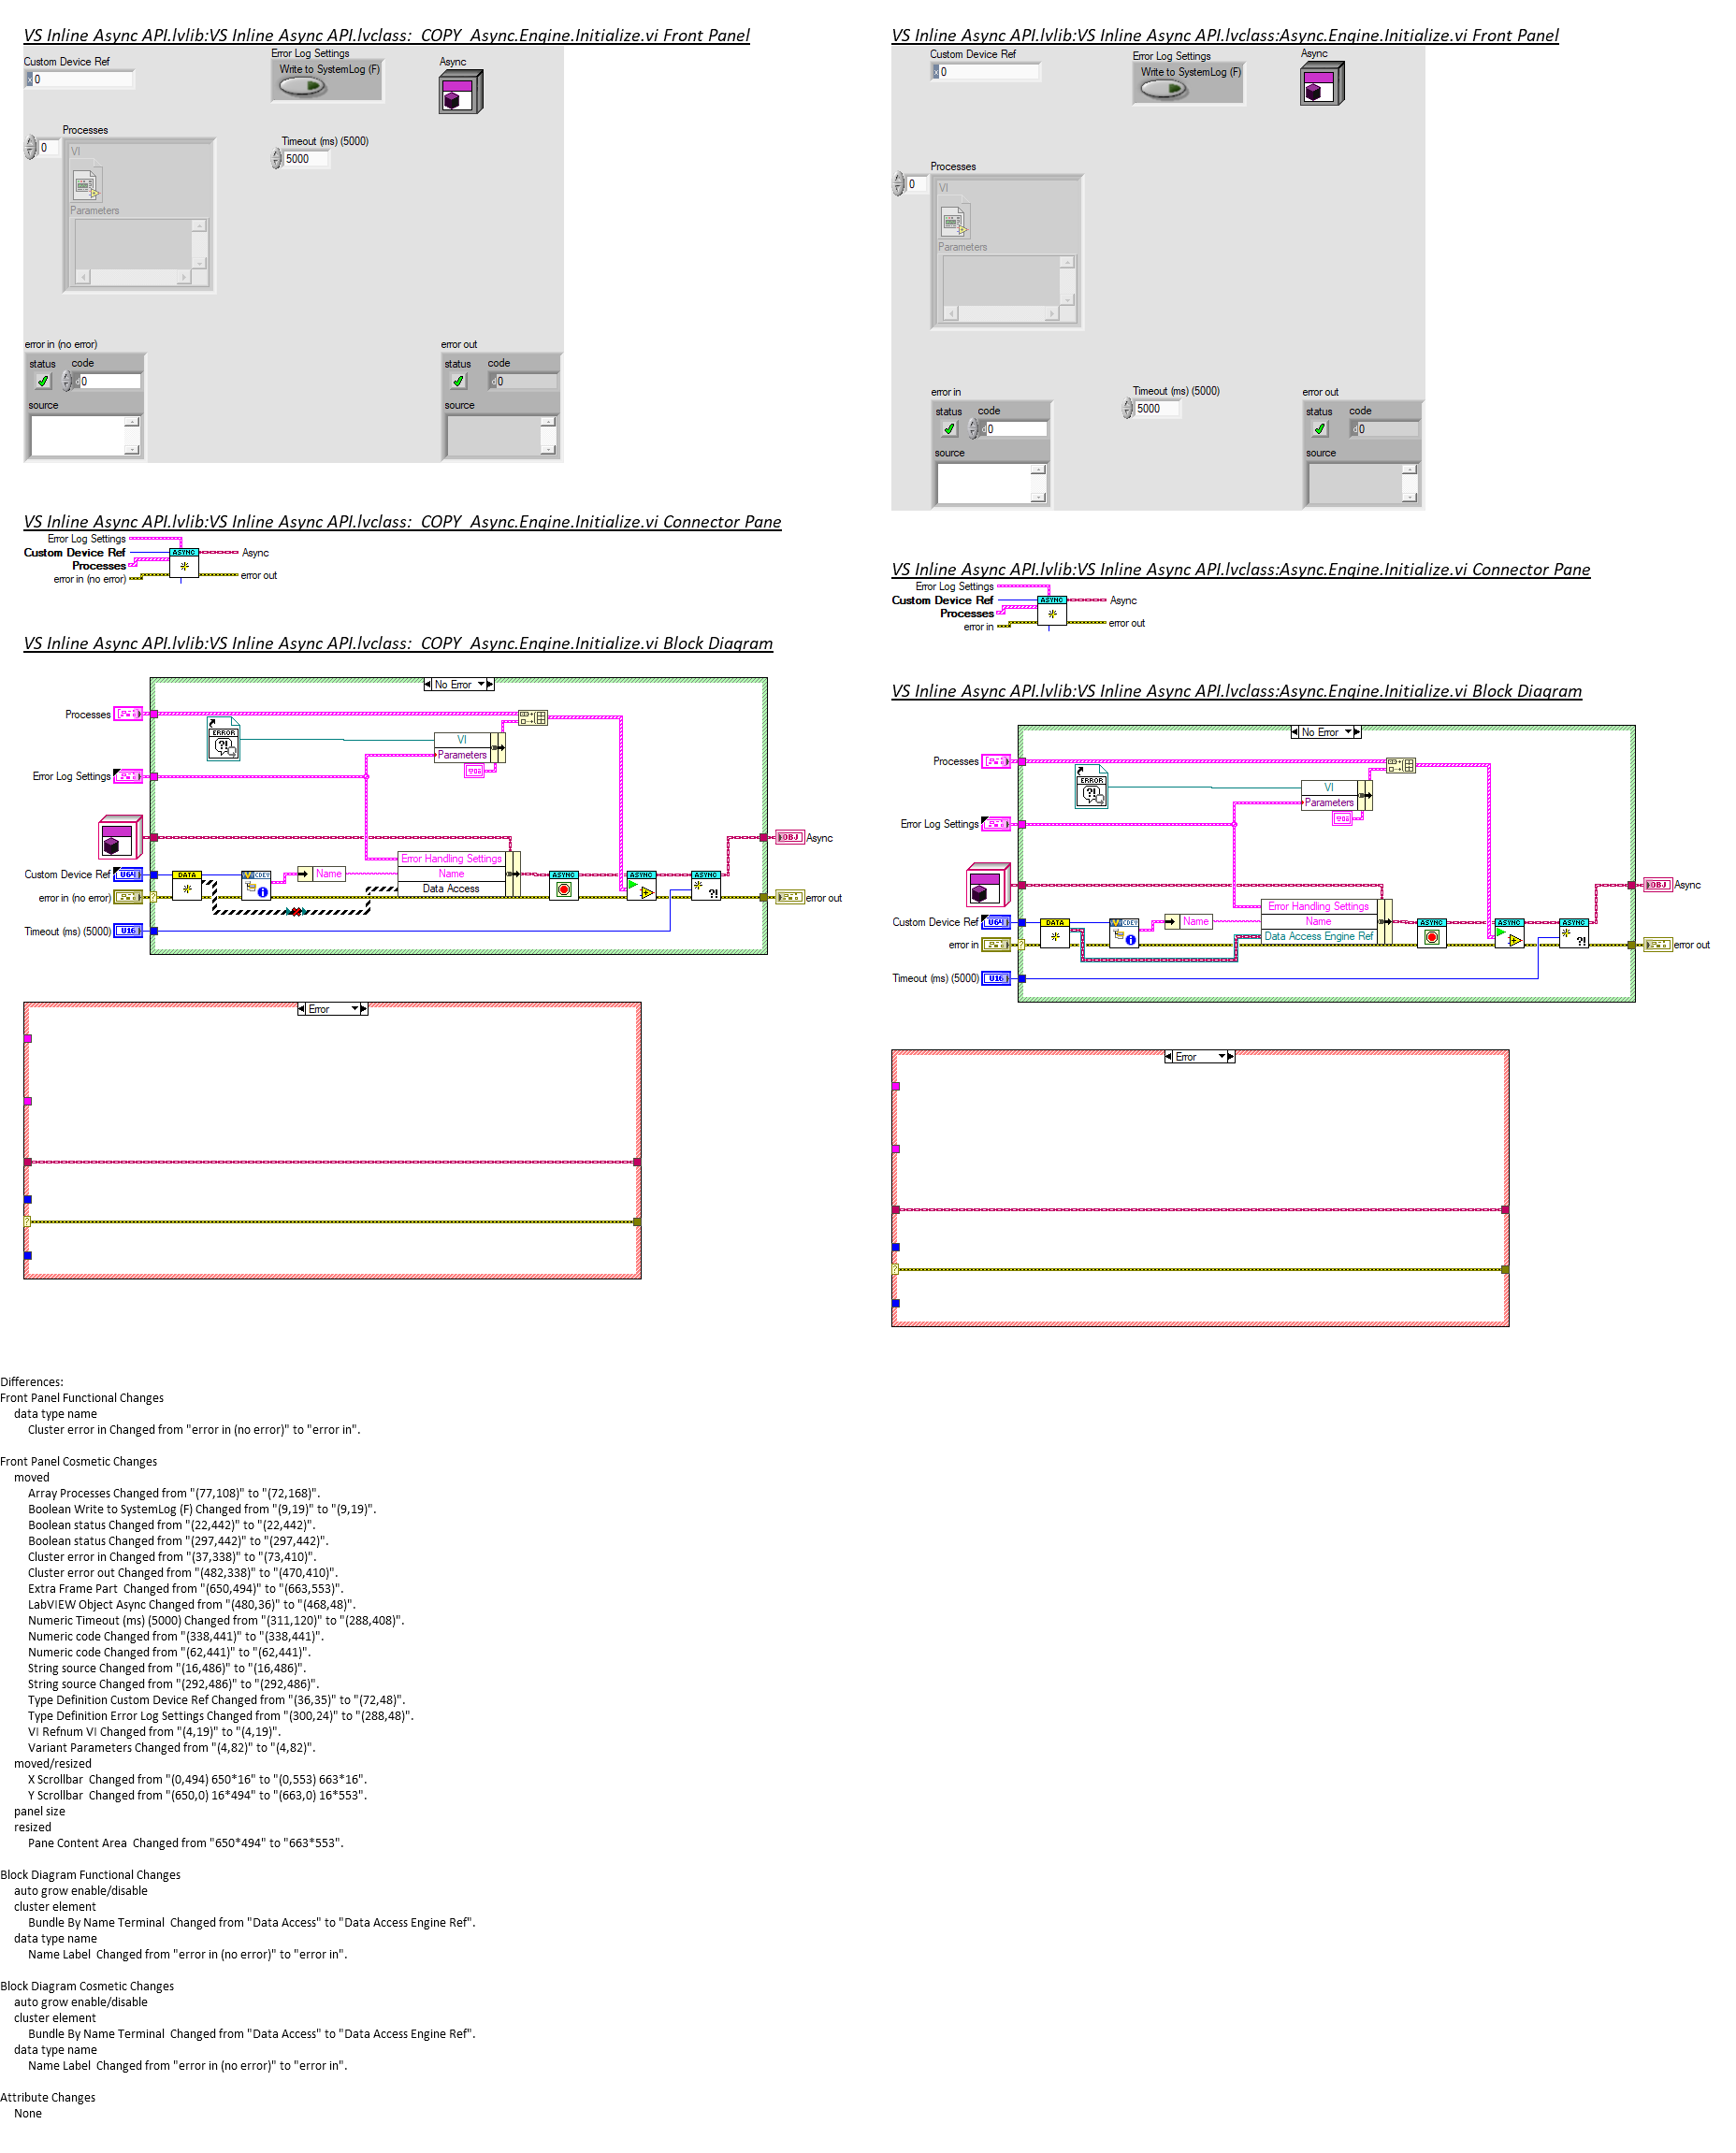 VS Inline Async API.lvlib:VS Inline Async API.lvclass:  COPY  Async.Engine.Initialize.vi Front Panel
Custom Device Ref
x 0
Error Log Settings
Write to SystemLog (F)
Async
Processes
0
VI
Parameters
Timeout (ms) (5000)
5000
error in (no error)
status code
d 0
source
error out
status code
d 0
source
VS Inline Async API.lvlib:VS Inline Async API.lvclass:  COPY  Async.Engine.Initialize.vi Connector Pane
Error Log Settings
Custom Device Ref
Processes
error in (no error)
ASYNC
Async
error out
VS Inline Async API.lvlib:VS Inline Async API.lvclass:  COPY  Async.Engine.Initialize.vi Block Diagram
No Error
Processes
ERROR
?!
VI
Parameters
Error Log Settings
Async
OBJ
Error Handling Settings
Name
Data Access
Name
Custom Device Ref
U64
DATA
CDEV
ASYNC
ASYNC
ASYNC
?!
error in (no error)
error out
Timeout (ms) (5000)
U16
Error
VS Inline Async API.lvlib:VS Inline Async API.lvclass:Async.Engine.Initialize.vi Front Panel
Custom Device Ref
x 0
Error Log Settings
Write to SystemLog (F)
Async
Processes
0
VI
Parameters
error in
status code
d 0
source
Timeout (ms) (5000)
5000
error out
status code
d 0
source
VS Inline Async API.lvlib:VS Inline Async API.lvclass:Async.Engine.Initialize.vi Connector Pane
Error Log Settings
Custom Device Ref
Processes
error in
ASYNC
Async
error out
VS Inline Async API.lvlib:VS Inline Async API.lvclass:Async.Engine.Initialize.vi Block Diagram
No Error
Processes
ERROR
?!
VI
Parameters
Error Log Settings
Async
OBJ
Error Handling Settings
Name
Data Access Engine Ref
Name
Custom Device Ref
U64
DATA
CDEV
ASYNC
ASYNC
ASYNC
?!
error in
error out
Timeout (ms) (5000)
U16
Error
Differences:
Front Panel Functional Changes
data type name
Cluster error in Changed from "error in (no error)" to "error in".
Front Panel Cosmetic Changes
moved
Array Processes Changed from "(77,108)" to "(72,168)".
Boolean Write to SystemLog (F) Changed from "(9,19)" to "(9,19)".
Boolean status Changed from "(22,442)" to "(22,442)".
Boolean status Changed from "(297,442)" to "(297,442)".
Cluster error in Changed from "(37,338)" to "(73,410)".
Cluster error out Changed from "(482,338)" to "(470,410)".
Extra Frame Part  Changed from "(650,494)" to "(663,553)".
LabVIEW Object Async Changed from "(480,36)" to "(468,48)".
Numeric Timeout (ms) (5000) Changed from "(311,120)" to "(288,408)".
Numeric code Changed from "(338,441)" to "(338,441)".
Numeric code Changed from "(62,441)" to "(62,441)".
String source Changed from "(16,486)" to "(16,486)".
String source Changed from "(292,486)" to "(292,486)".
Type Definition Custom Device Ref Changed from "(36,35)" to "(72,48)".
Type Definition Error Log Settings Changed from "(300,24)" to "(288,48)".
VI Refnum VI Changed from "(4,19)" to "(4,19)".
Variant Parameters Changed from "(4,82)" to "(4,82)".
moved/resized
X Scrollbar  Changed from "(0,494) 650*16" to "(0,553) 663*16".
Y Scrollbar  Changed from "(650,0) 16*494" to "(663,0) 16*553".
panel size
resized
Pane Content Area  Changed from "650*494" to "663*553".
Block Diagram Functional Changes
auto grow enable/disable
cluster element
Bundle By Name Terminal  Changed from "Data Access" to "Data Access Engine Ref".
data type name
Name Label  Changed from "error in (no error)" to "error in".
Block Diagram Cosmetic Changes
auto grow enable/disable
cluster element
Bundle By Name Terminal  Changed from "Data Access" to "Data Access Engine Ref".
data type name
Name Label  Changed from "error in (no error)" to "error in".
Attribute Changes
None